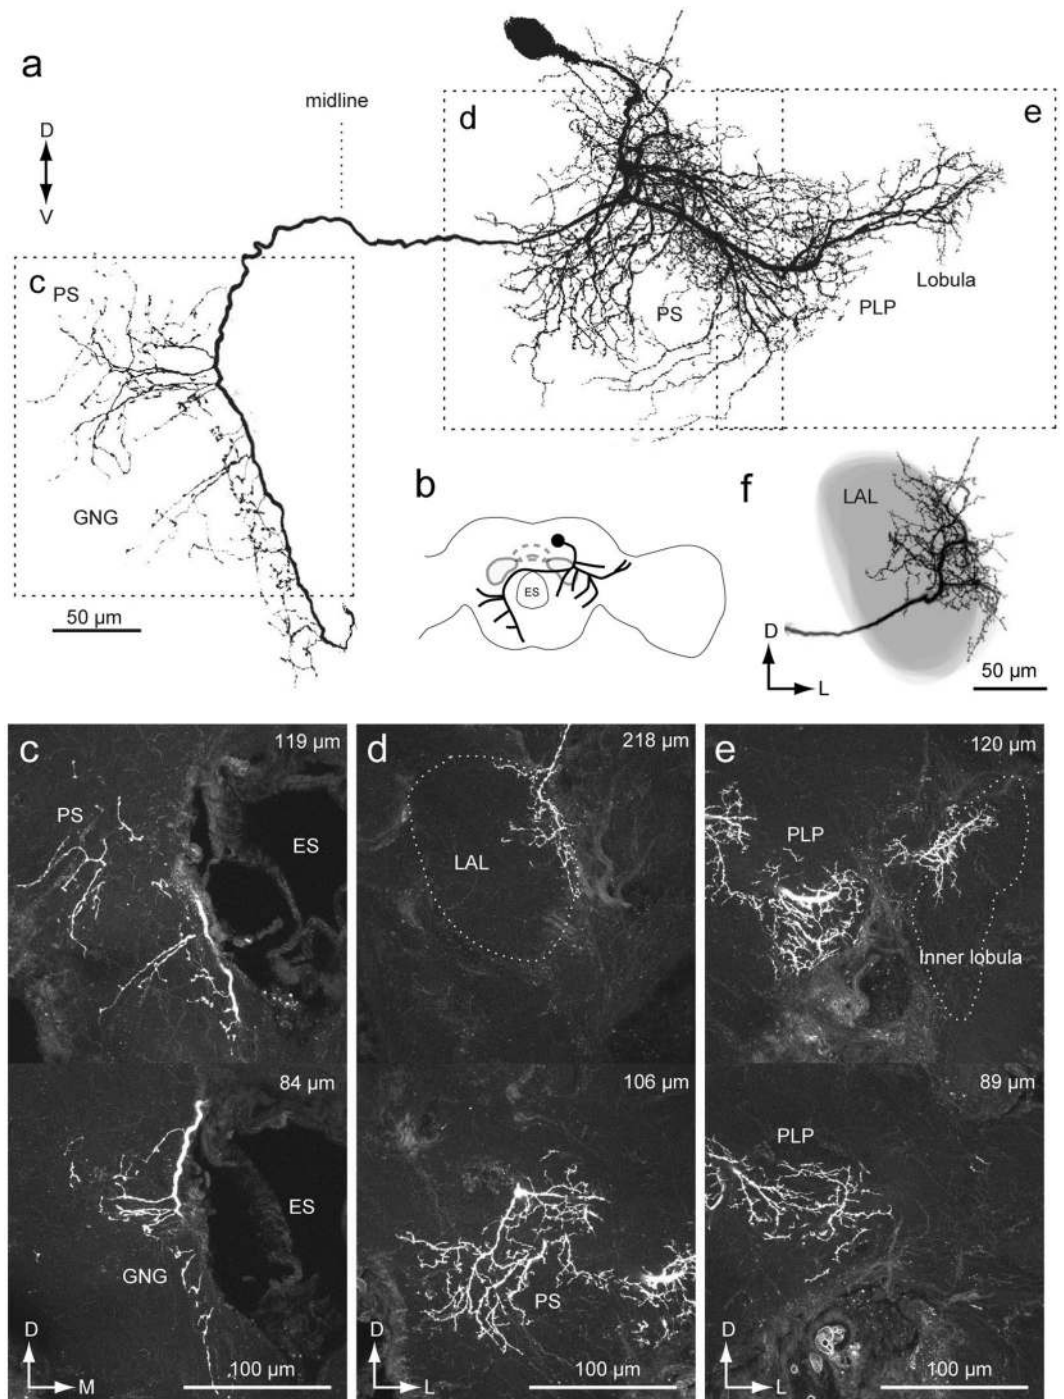 a
midline
D
V
d
e
c
PS
GNG
50 µm
PS
PLP
Lobula
b
ES
f
LAL
D
L
50 µm
c
119 µm
PS
ES
84 µm
ES
GNG
D
M
100 µm
d
218 µm
LAL
106 µm
PS
D
L
100 µm
e
120 µm
PLP
Inner lobula
89 µm
PLP
D
L
100 µm